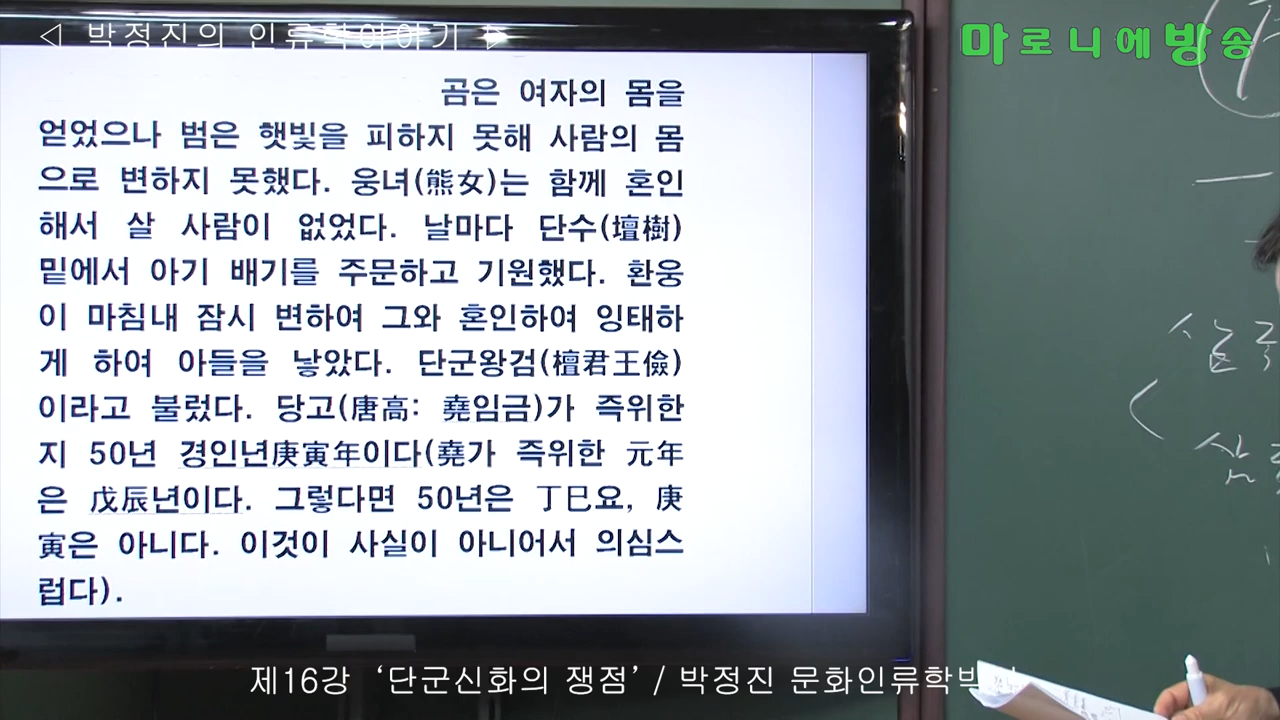 ◁ 박정진의 인류학이야기 ▷
마로니에방송
곰은 여자의 몸을
얻었으나 범은 햇빛을 피하지 못해 사람의 몸
으로 변하지 못했다. 웅녀(熊女)는 함께 혼인
해서 살 사람이 없었다. 날마다 단수(壇樹)
밑에서 아기 배기를 주문하고 기원했다. 환웅
이 마침내 잠시 변하여 그와 혼인하여 잉태하
게 하여 아들을 낳았다. 단군왕검(檀君王儉)
이라고 불렀다. 당고(唐高: 堯임금)가 즉위한
지 50년 경인년庚寅年이다(堯가 즉위한 元年
은 戊辰년이다. 그렇다면 50년은 丁巳요, 庚
寅은 아니다. 이것이 사실이 아니어서 의심스
럽다).
제16강 ‘단군신화의 쟁점’ / 박정진 문화인류학박